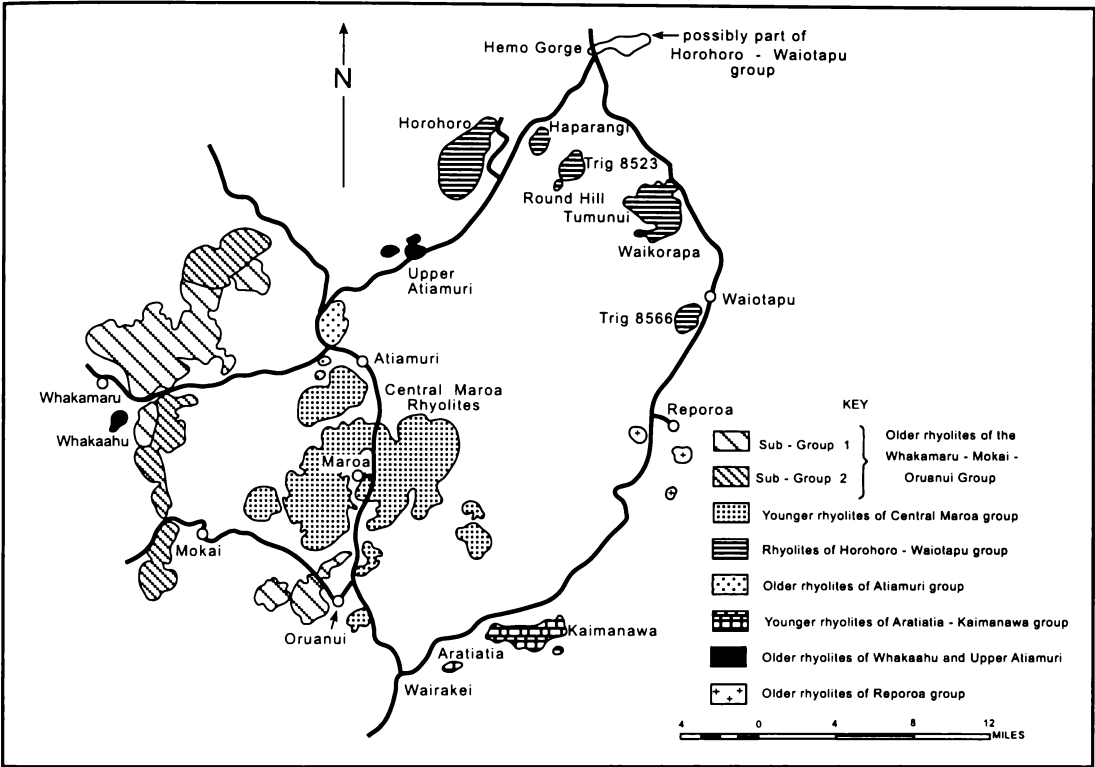 possibly part of
Horohoro - Waiotapu
group
Hemo Gorge
N
Horohoro
Haparangi
Trig 8523
Round Hill
Tumunui
Waikorapa
Upper
Atiamuri
Waiotapu
Trig 8566
Atiamuri
Whakamaru
Central Maroa
Rhyolites
Whakaahu
Reporoa
Maroa
Mokai
Oruanui
Kaimanawa
Aratiatia
Wairakei
KEY
Sub - Group 1
Sub - Group 2
Older rhyolites of the
Whakamaru - Mokai -
Oruanui Group
Younger rhyolites of Central Maroa group
Rhyolites of Horohoro - Waiotapu group
Older rhyolites of Atiamuri group
Younger rhyolites of Aratiatia - Kaimanawa group
Older rhyolites of Whakaahu and Upper Atiamuri
Older rhyolites of Reporoa group
4 0 4 8 12
MILES